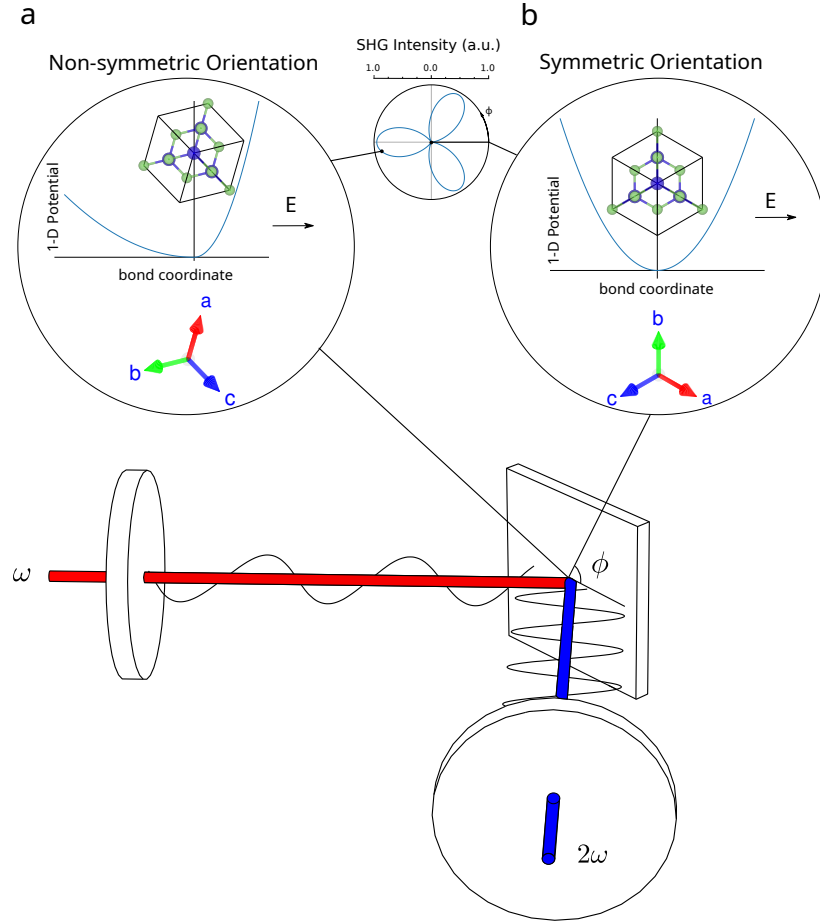 a
b
SHG Intensity (a.u.)
1.0 0.0 1.0
ϕ
Non-symmetric Orientation
1-D Potential
E
bond coordinate
a
b
c
Symmetric Orientation
1-D Potential
E
bond coordinate
b
c
a
ω
ϕ
2ω